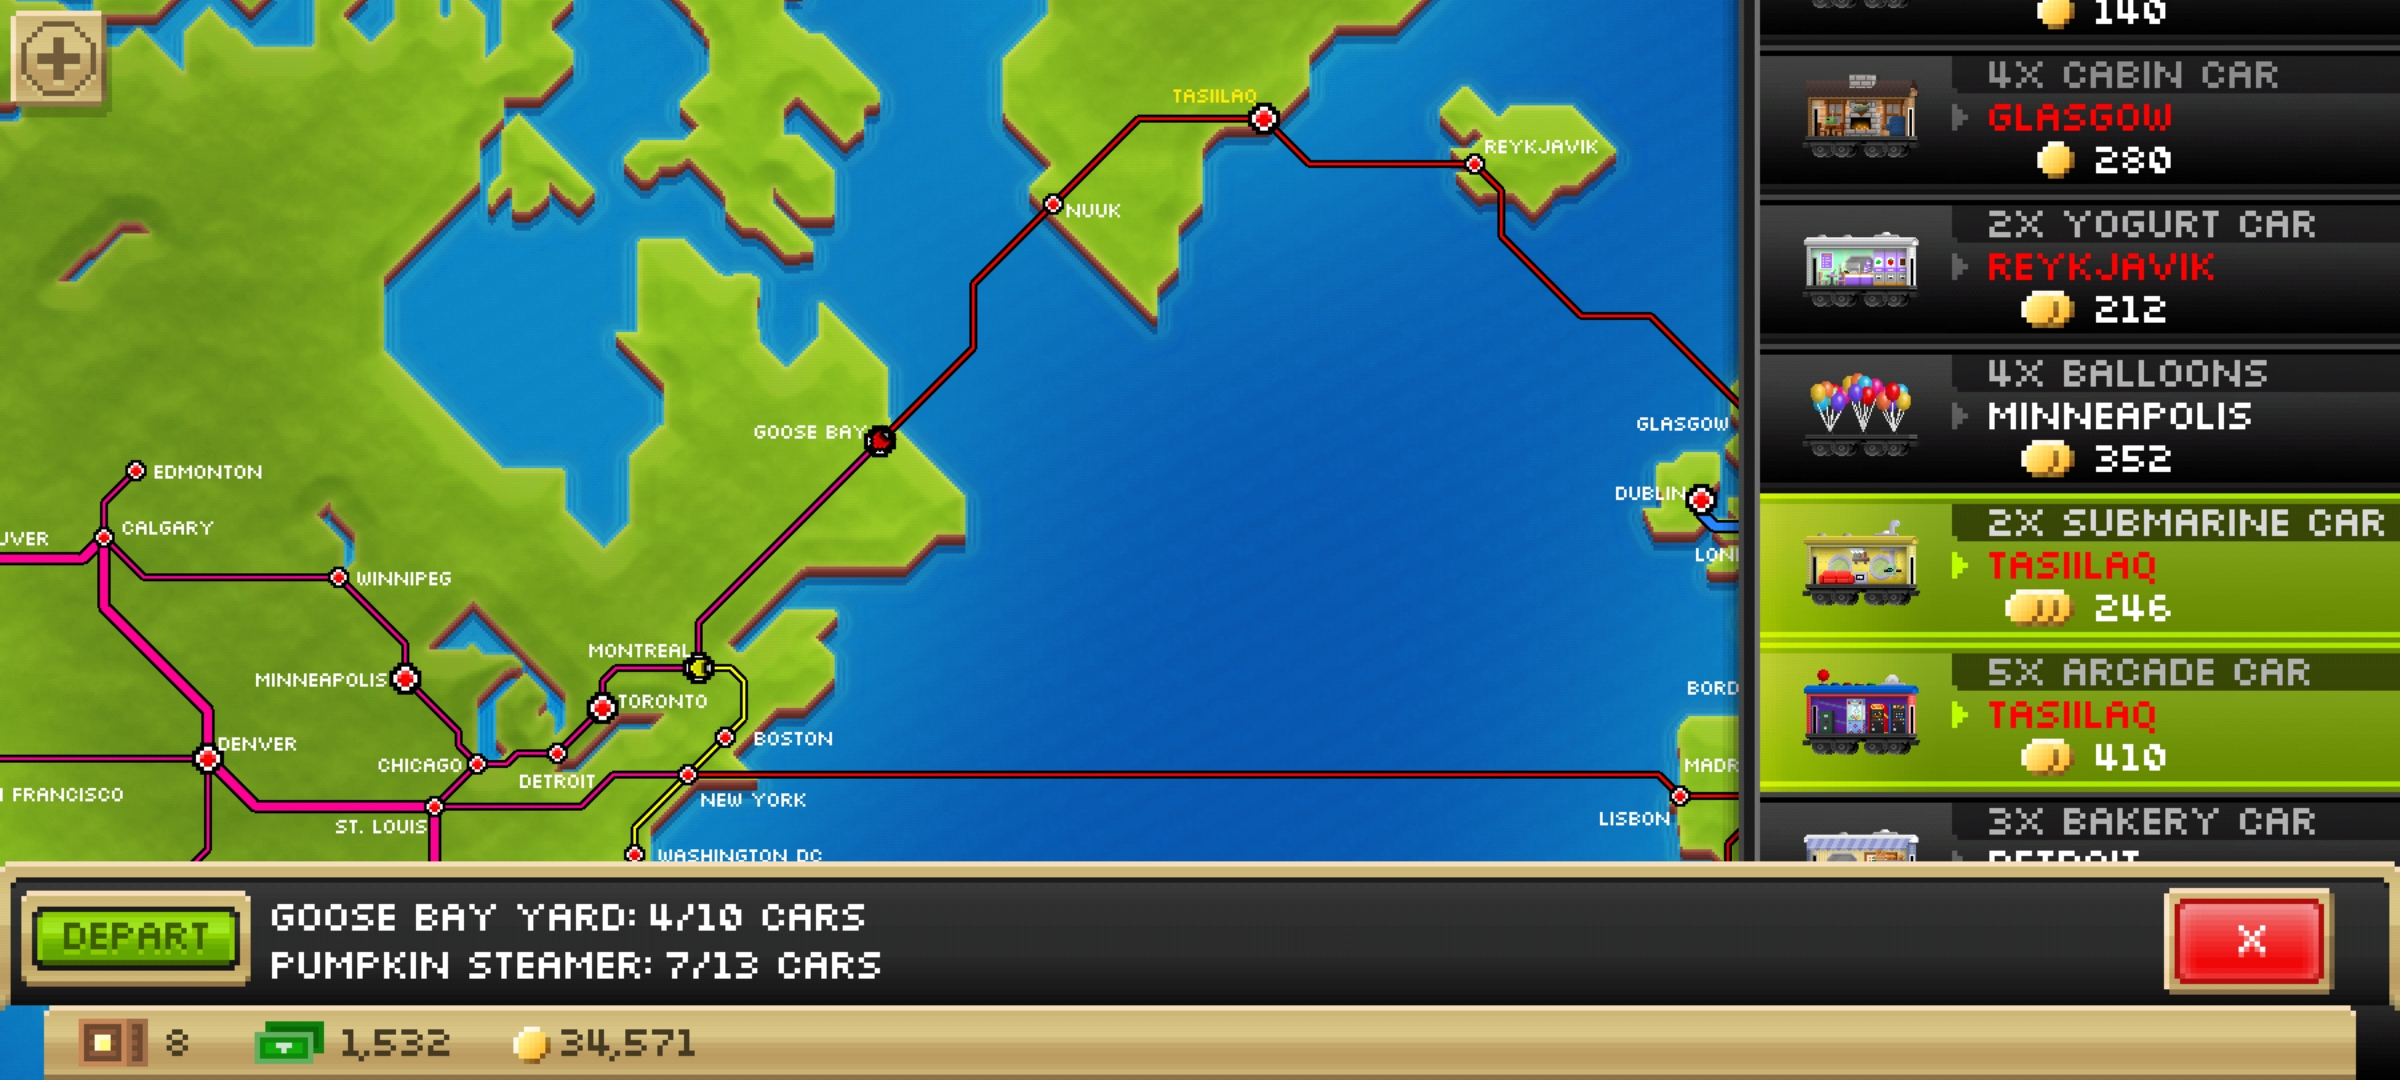 TASIILAQ
REYKJAVIK
NUUK
GOOSE BAY
GLASGOW
DUBLIN
LON
EDMONTON
CALGARY
UVER
WINNIPEG
MONTREAL
MINNEAPOLIS
TORONTO
BORD
DENVER
BOSTON
CHICAGO
MADR
DETROIT
FRANCISCO
NEW YORK
LISBON
ST. LOUIS
WASHINGTON DC
140
4X CABIN CAR
GLASGOW
280
2X YOGURT CAR
REYKJAVIK
212
4X BALLOONS
MINNEAPOLIS
352
2X SUBMARINE CAR
TASIILAQ
246
5X ARCADE CAR
TASIILAQ
410
3X BAKERY CAR
DETROIT
DEPART
GOOSE BAY YARD: 4/10 CARS
PUMPKIN STEAMER: 7/13 CARS
X
8
1,532
34,571